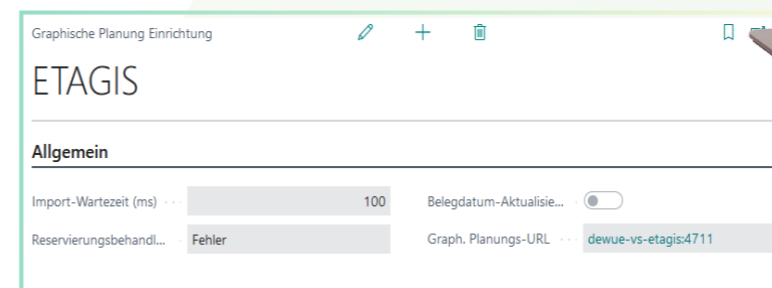 Graphische Planung Einrichtung
ETAGIS
Allgemein
Import-Wartezeit (ms) 100 Belegdatum-Aktualisie...
Reservierungsbehandl... Fehler Graph. Planungs-URL dewue-vs-etagis:4711